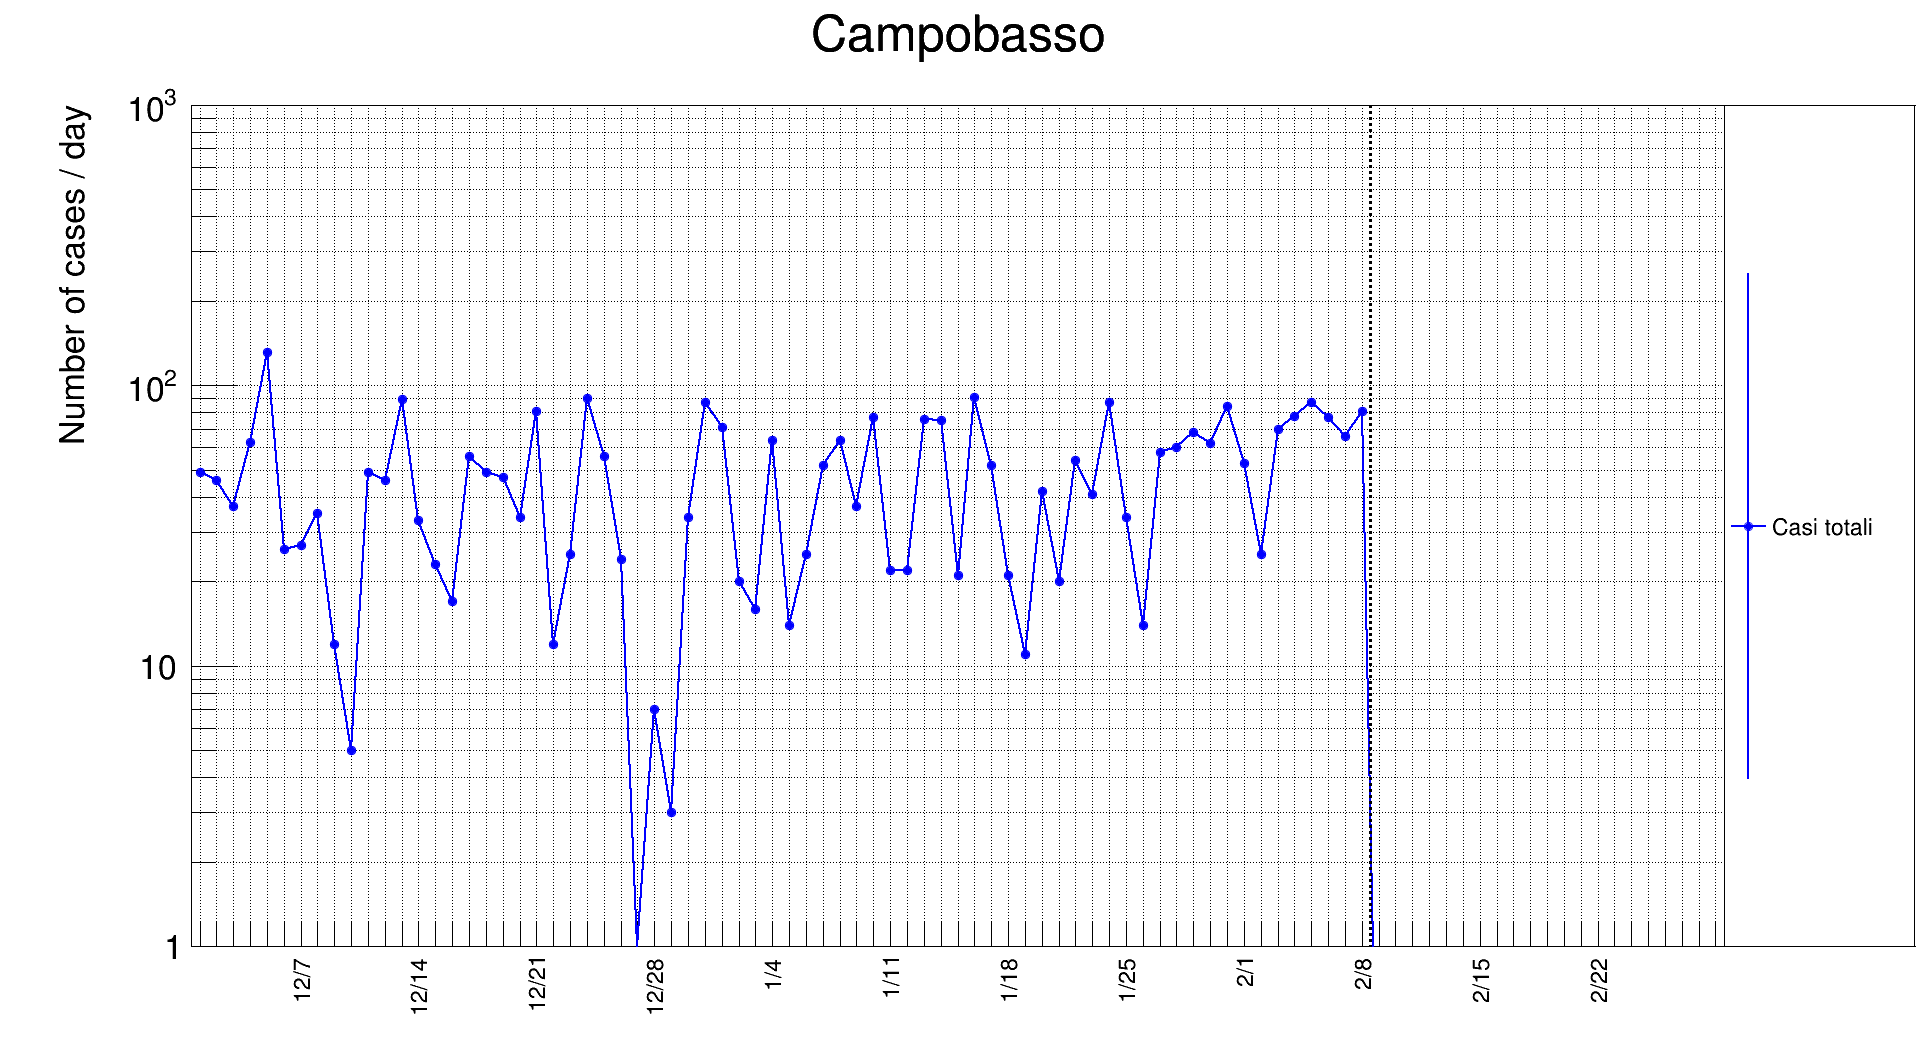 Campobasso
Number of cases / day
10³
10²
10
1
12/7 12/14 12/21 12/28 1/4 1/11 1/18 1/25 2/1 2/8 2/15 2/22
Casi totali